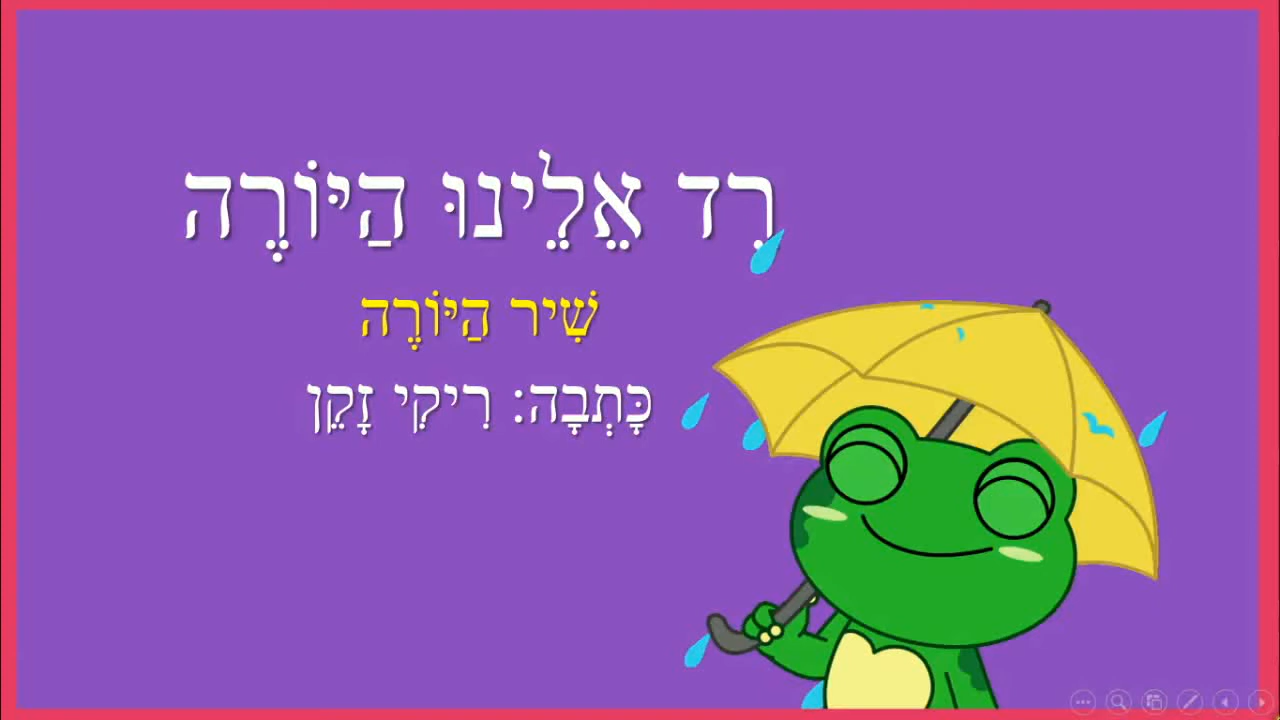 רֵד אֵלֵינוּ הַיּוֹרֶה
שִׁיר הַיּוֹרֶה
כָּתְבָה: רִיקִי זָקֵן